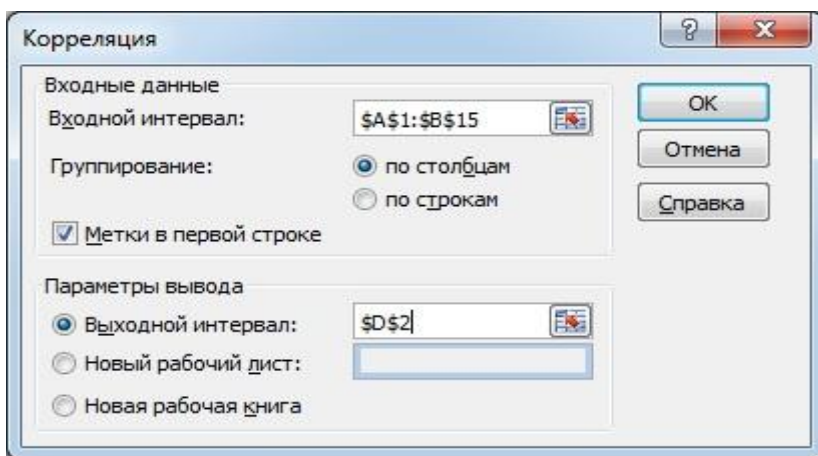 Корреляция
Входные данные
Входной интервал: $A$1:$B$15
Группирование: по столбцам
по строкам
Метки в первой строке
Параметры вывода
Выходной интервал: $D$2
Новый рабочий лист:
Новая рабочая книга
ОК
Отмена
Справка